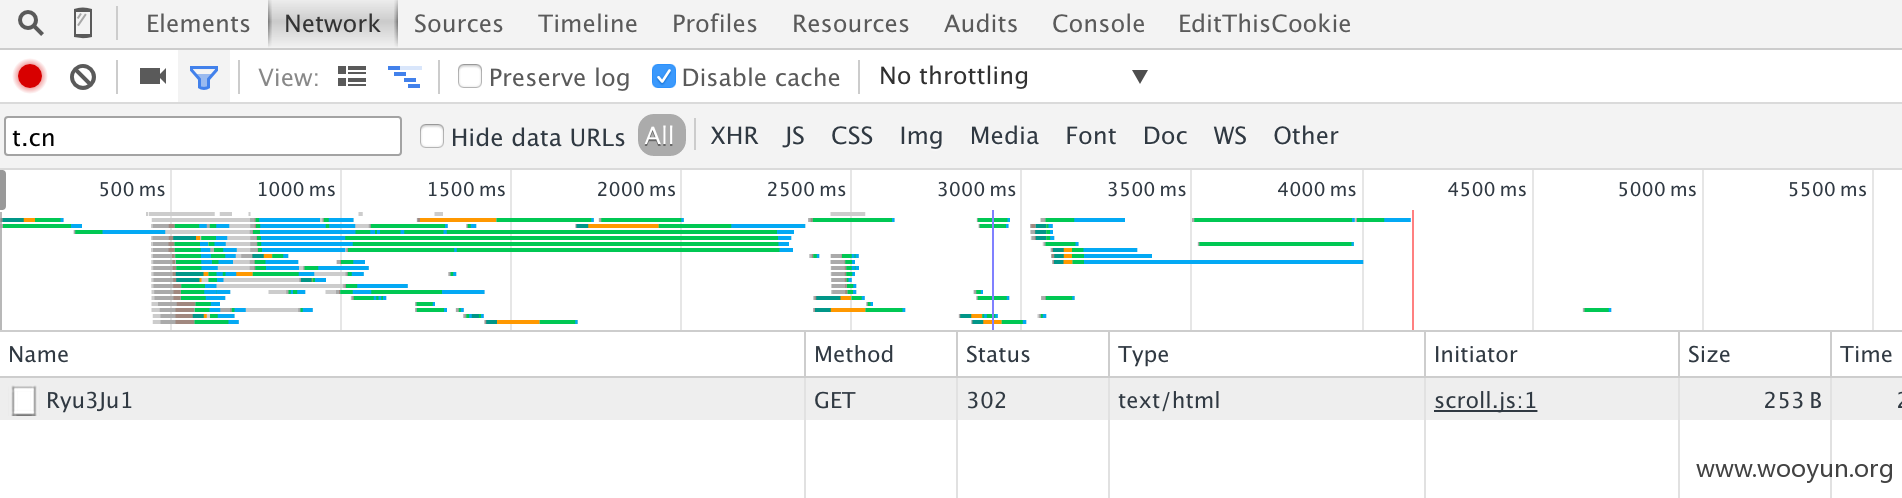 Elements Network Sources Timeline Profiles Resources Audits Console EditThisCookie
View: Preserve log Disable cache No throttling
t.cn Hide data URLs All XHR JS CSS Img Media Font Doc WS Other
500 ms 1000 ms 1500 ms 2000 ms 2500 ms 3000 ms 3500 ms 4000 ms 4500 ms 5000 ms 5500 ms
Name Method Status Type Initiator Size Time
Ryu3Ju1 GET 302 text/html scroll.js:1 253 B
www.wooyun.org